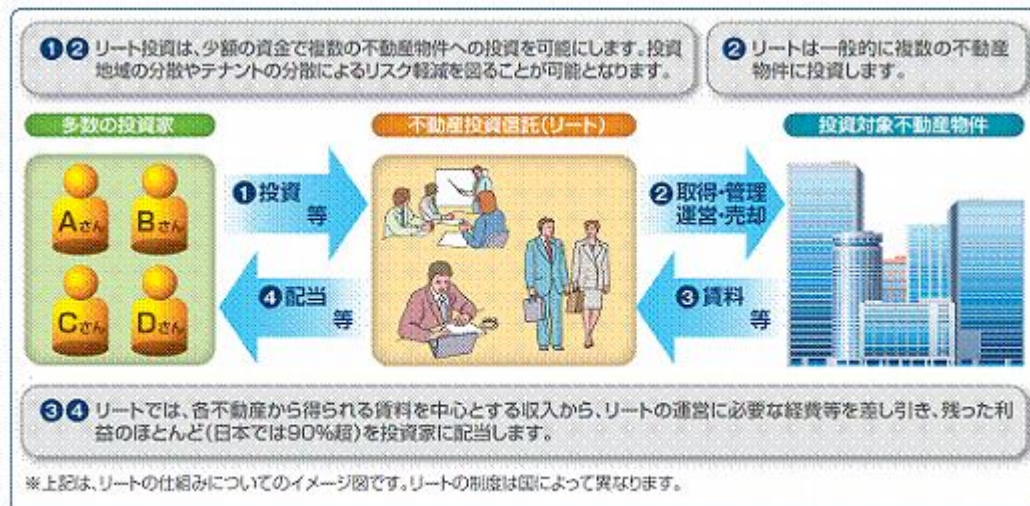 ❶❷ リート投資は、少額の資金で複数の不動産物件への投資を可能にします。投資
地域の分散やテナントの分散によるリスク軽減を図ることが可能となります。
❷ リートは一般的に複数の不動産
物件に投資します。
多数の投資家
不動産投資信託(リート)
投資対象不動産物件
Aさん
Bさん
Cさん
Dさん
❶投資
等
❹配当
等
❷取得・管理
運営・売却
❸賃料
等
❸❹ リートでは、各不動産から得られる賃料を中心とする収入から、リートの運営に必要な経費等を差し引き、残った利
益のほとんど(日本では90%超)を投資家に配当します。
※上記は、リートの仕組みについてのイメージ図です。リートの制度は国によって異なります。